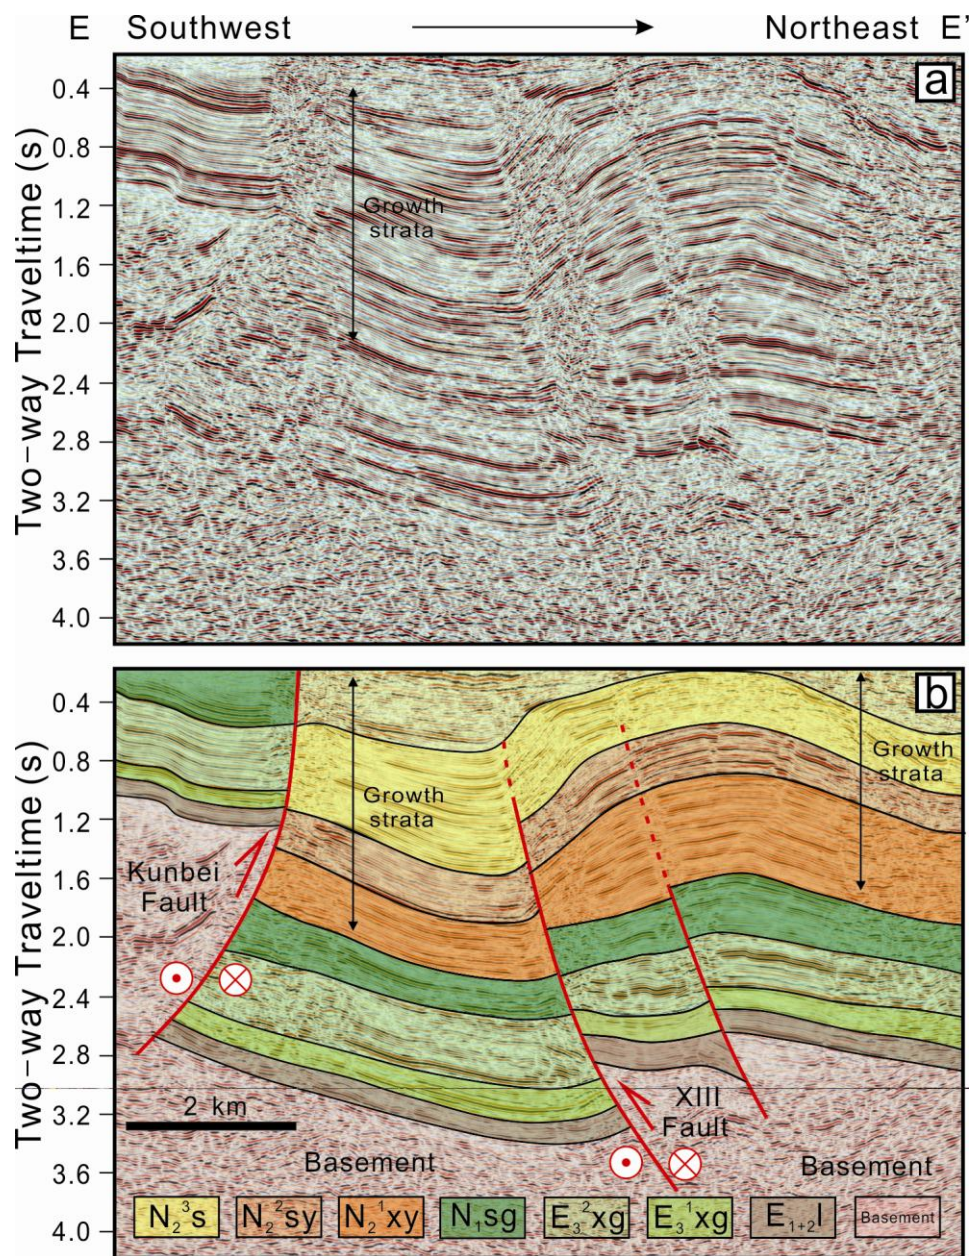 E Southwest Northeast E'
a
Two-way Traveltime (s)
0.4
0.8
1.2
1.6
2.0
2.4
2.8
3.2
3.6
4.0
Growth
strata
b
Two-way Traveltime (s)
0.4
0.8
1.2
1.6
2.0
2.4
2.8
3.2
3.6
4.0
Growth
strata
Growth
strata
Kunbei
Fault
XIII
Fault
2 km
Basement
Basement
N₂³s N₂²sy N₂¹xy N₁sg E₃²xg E₃¹xg E₁₊₂l Basement